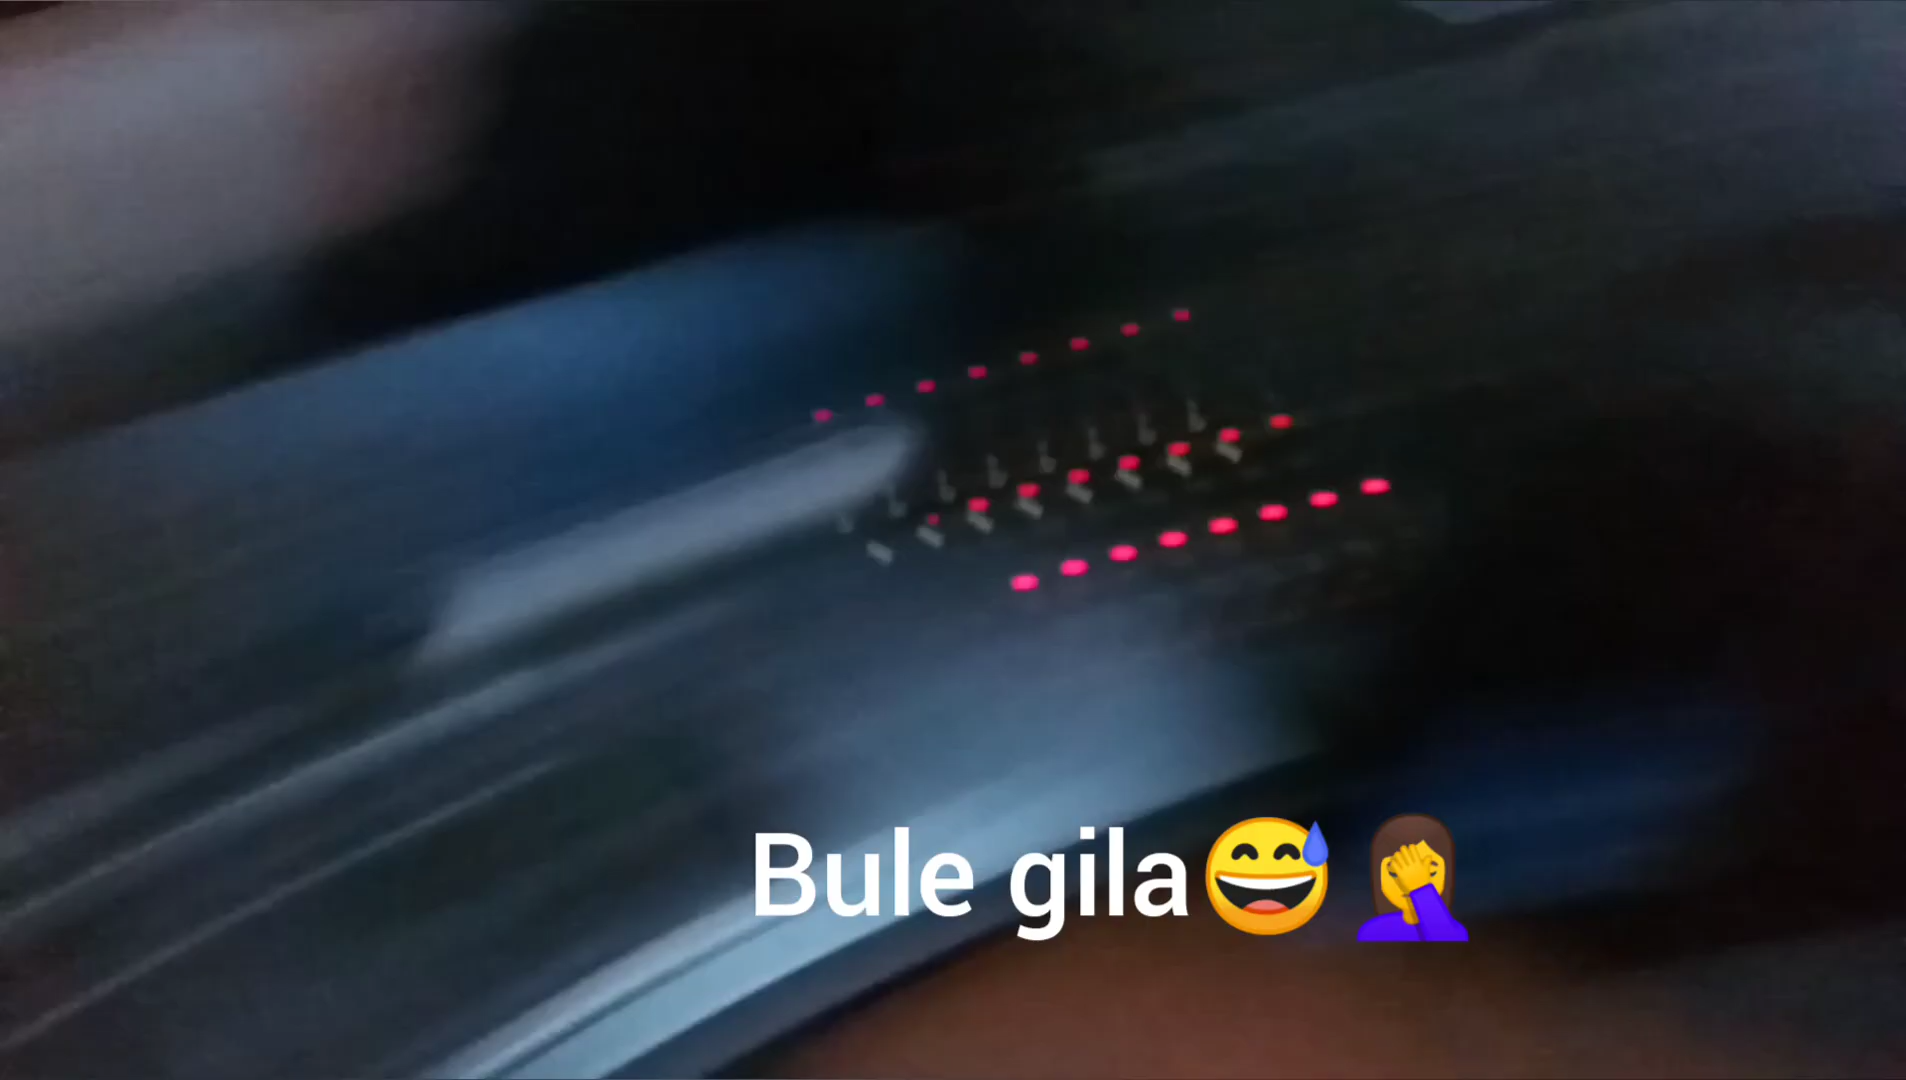 Bule gila😅 🤦‍♀️